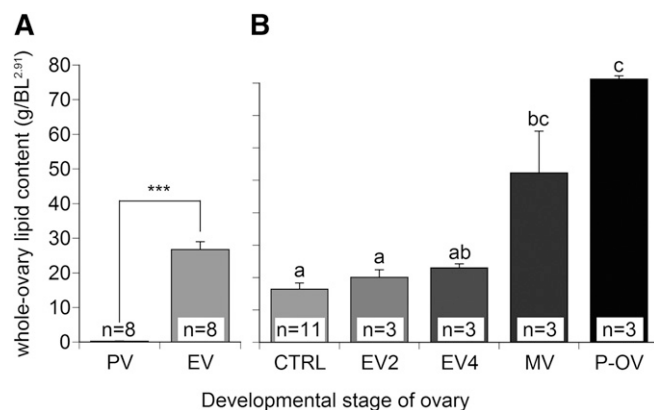 A
B
whole-ovary lipid content (g/BL^2.91)
80
70
60
50
40
30
20
10
0
***
n=8
n=8
PV
EV
a
a
ab
bc
c
n=11
n=3
n=3
n=3
n=3
CTRL
EV2
EV4
MV
P-OV
Developmental stage of ovary